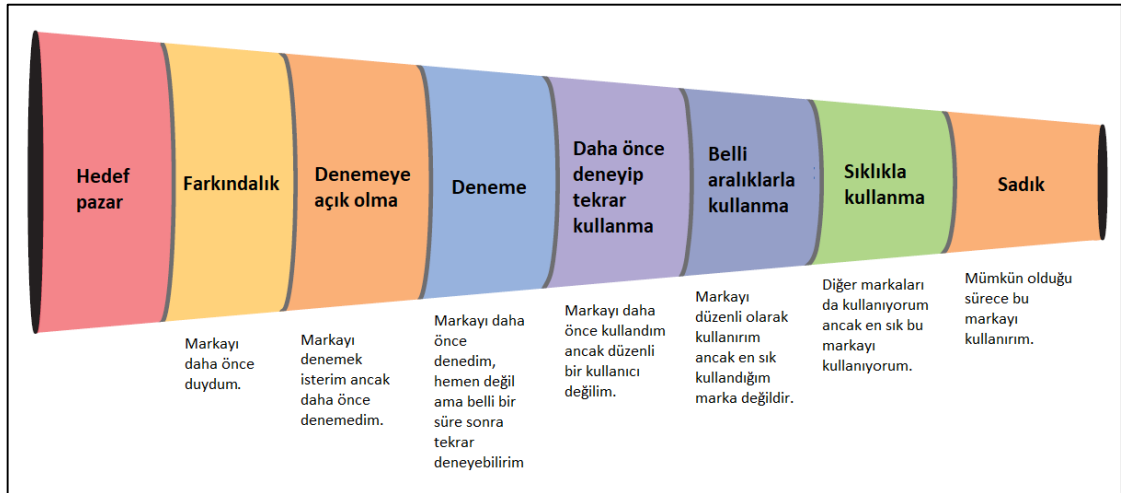 Hedef
pazar
Farkındalık
Denemeye
açık olma
Deneme
Daha önce
deneyip
tekrar
kullanma
Belli
aralıklarla
kullanma
Sıklıkla
kullanma
Sadık
Markayı
daha önce
duydum.
Markayı
denemek
isterim ancak
daha önce
denemedim.
Markayı daha
önce
denedim,
hemen değil
ama belli bir
süre sonra
tekrar
deneyebilirim
Markayı daha
önce kullandım
ancak düzenli
bir kullanıcı
değilim.
Markayı
düzenli olarak
kullanırım
ancak en sık
kullandığım
marka değildir.
Diğer markaları
da kullanıyorum
ancak en sık bu
markayı
kullanıyorum.
Mümkün olduğu
sürece bu
markayı
kullanırım.